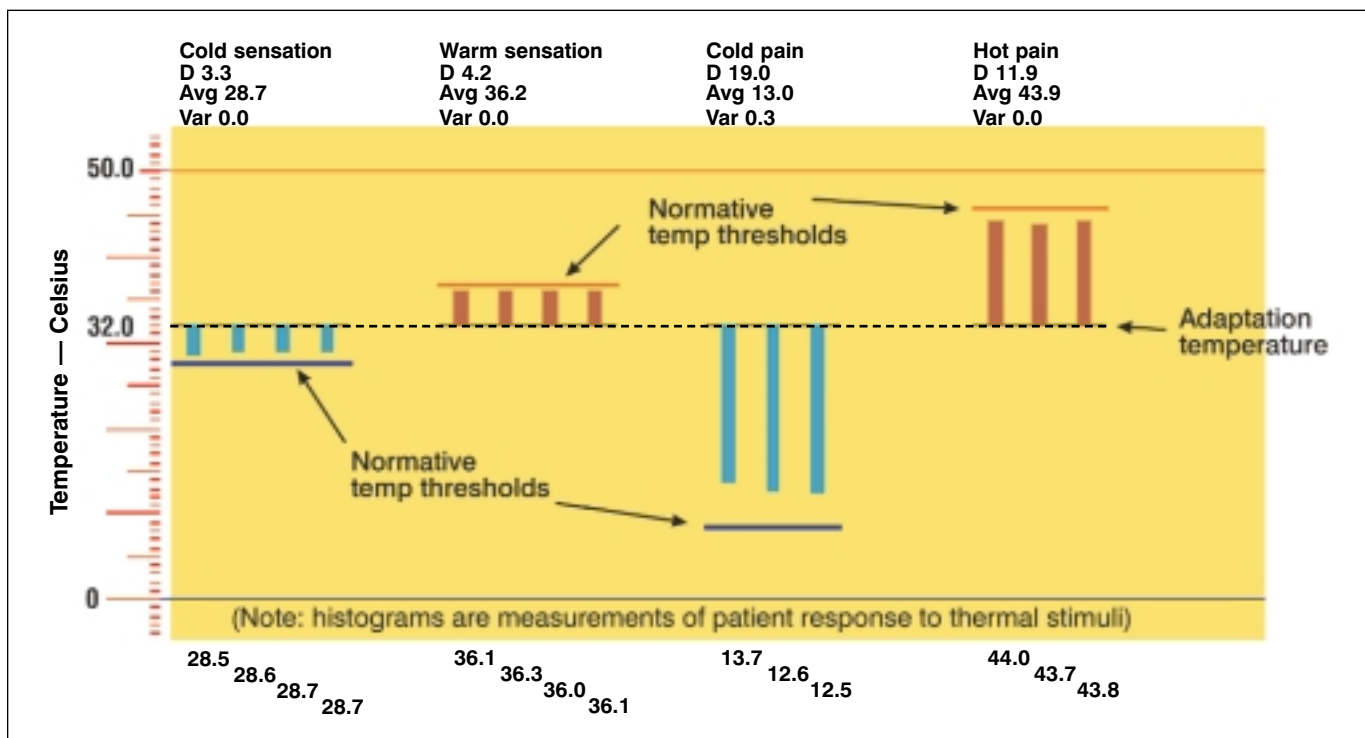 Cold sensation
D 3.3
Avg 28.7
Var 0.0
Warm sensation
D 4.2
Avg 36.2
Var 0.0
Cold pain
D 19.0
Avg 13.0
Var 0.3
Hot pain
D 11.9
Avg 43.9
Var 0.0
Temperature — Celsius
50.0
32.0
0
Normative
temp thresholds
Adaptation
temperature
Normative
temp thresholds
(Note: histograms are measurements of patient response to thermal stimuli)
28.5
28.6
28.7
28.7
36.1
36.3
36.0
36.1
13.7
12.6
12.5
44.0
43.7
43.8